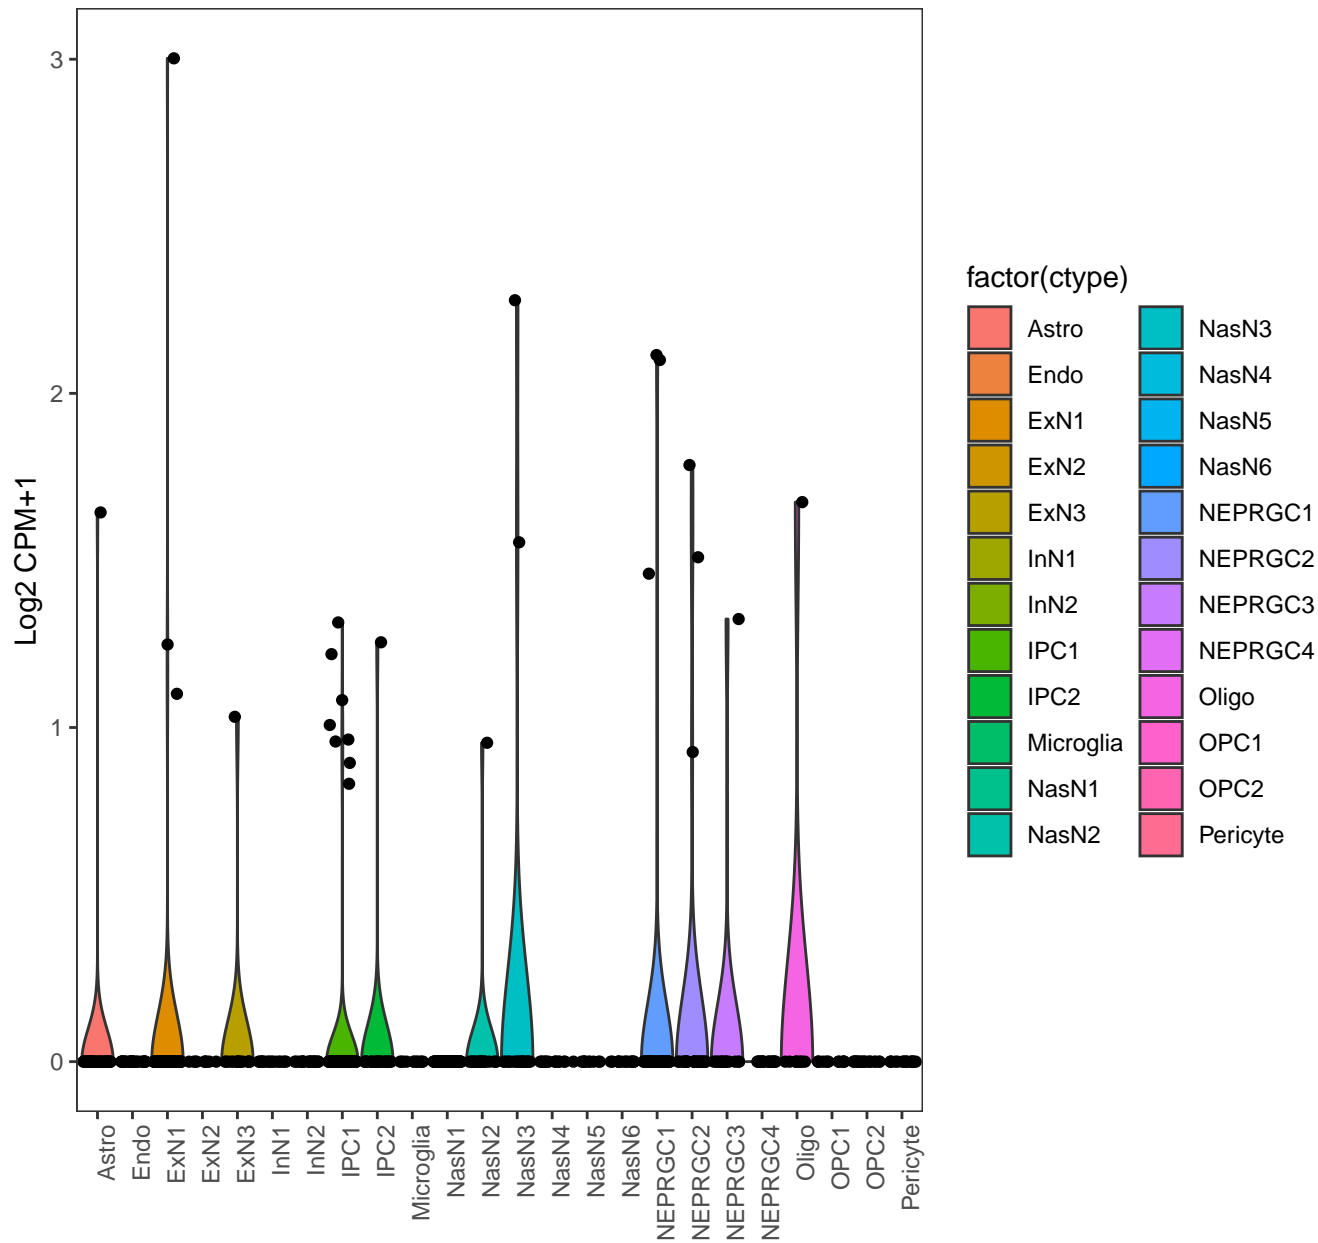 3
2
1
0
Log2 CPM+1
Astro
Endo
ExN1
ExN2
ExN3
InN1
InN2
IPC1
IPC2
Microglia
NasN1
NasN2
NasN3
NasN4
NasN5
NasN6
NEPRGC1
NEPRGC2
NEPRGC3
NEPRGC4
Oligo
OPC1
OPC2
Pericyte
factor(ctype)
Astro
Endo
ExN1
ExN2
ExN3
InN1
InN2
IPC1
IPC2
Microglia
NasN1
NasN2
NasN3
NasN4
NasN5
NasN6
NEPRGC1
NEPRGC2
NEPRGC3
NEPRGC4
Oligo
OPC1
OPC2
Pericyte